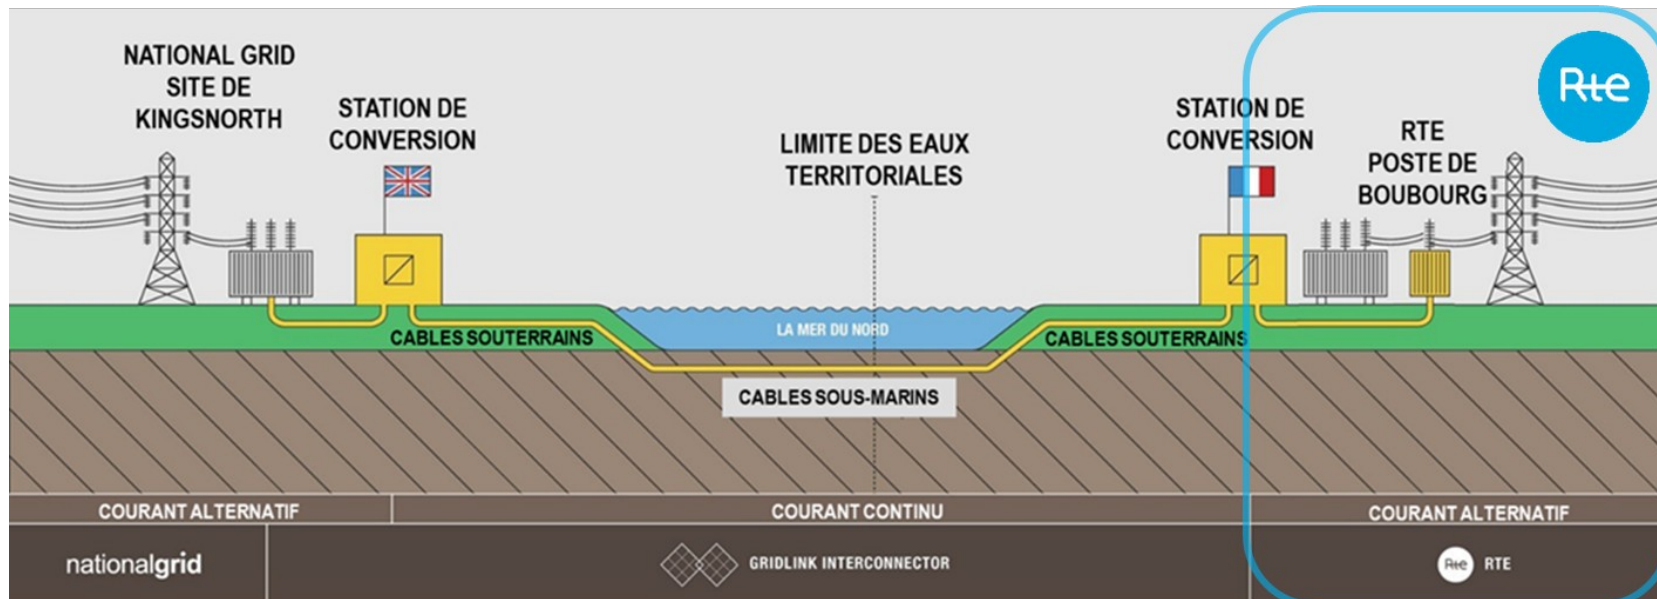 NATIONAL GRID
SITE DE
KINGSNORTH
STATION DE
CONVERSION
LIMITE DES EAUX
TERRITORIALES
STATION DE
CONVERSION
RTE
POSTE DE
BOUBOURG
Rte
CABLES SOUTERRAINS
LA MER DU NORD
CABLES SOUTERRAINS
CABLES SOUS-MARINS
COURANT ALTERNATIF
COURANT CONTINU
COURANT ALTERNATIF
nationalgrid
GRIDLINK INTERCONNECTOR
Rte RTE